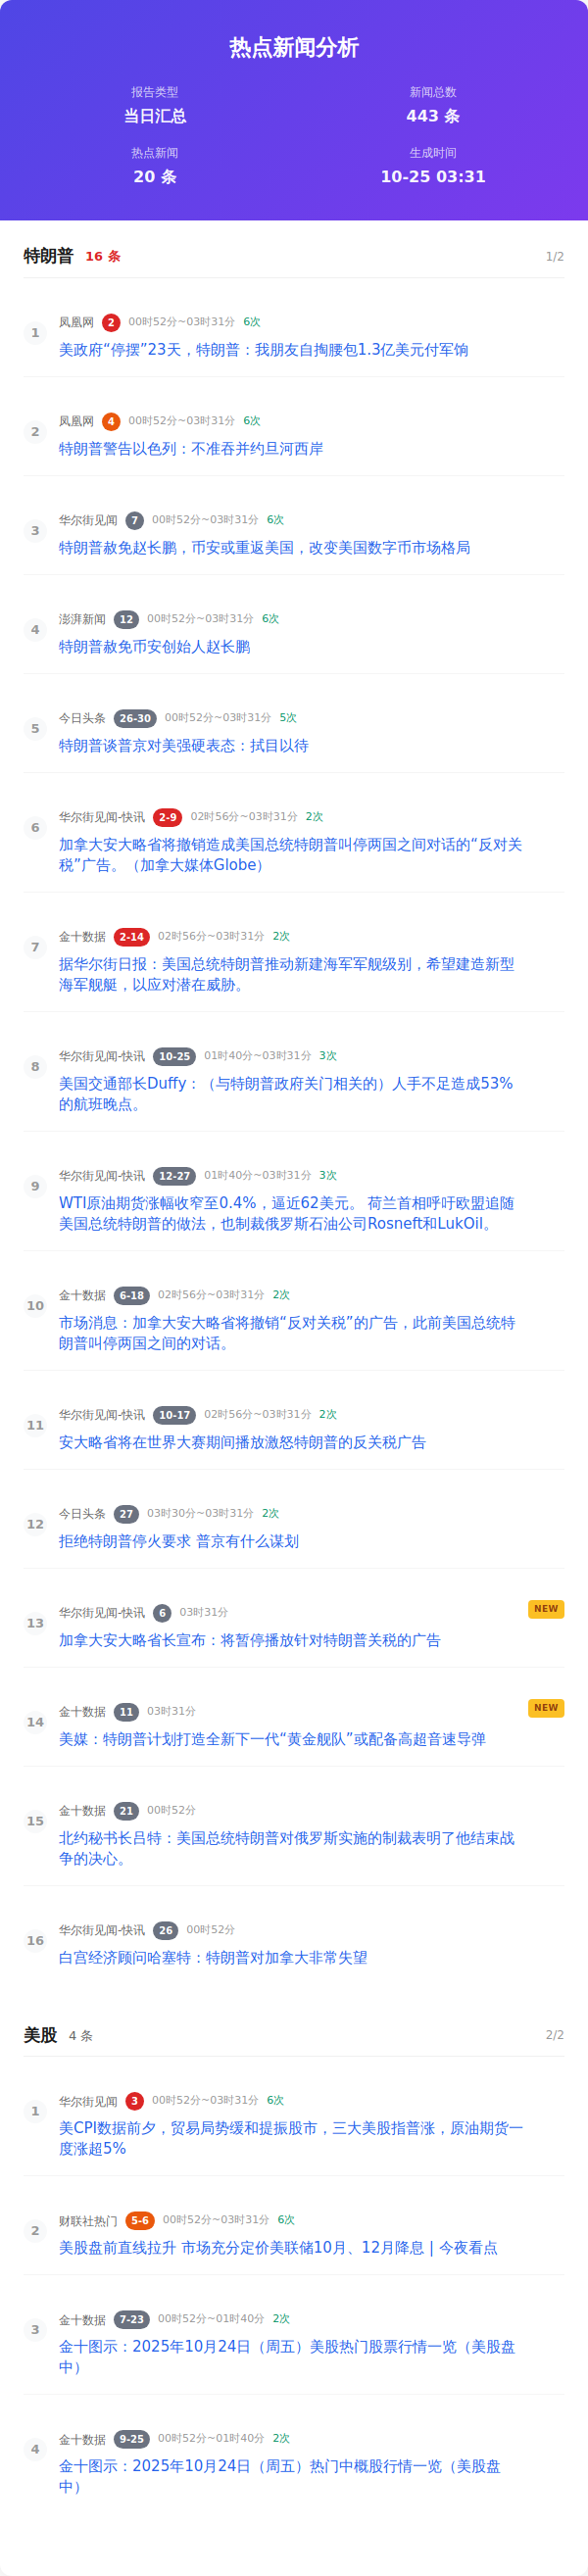 热点新闻分析
报告类型
当日汇总
新闻总数
443 条
热点新闻
20 条
生成时间
10-25 03:31
特朗普 16 条 1/2
1
凤凰网 2 00时52分~03时31分 6次
美政府“停摆”23天，特朗普：我朋友自掏腰包1.3亿美元付军饷
2
凤凰网 4 00时52分~03时31分 6次
特朗普警告以色列：不准吞并约旦河西岸
3
华尔街见闻 7 00时52分~03时31分 6次
特朗普赦免赵长鹏，币安或重返美国，改变美国数字币市场格局
4
澎湃新闻 12 00时52分~03时31分 6次
特朗普赦免币安创始人赵长鹏
5
今日头条 26-30 00时52分~03时31分 5次
特朗普谈普京对美强硬表态：拭目以待
6
华尔街见闻-快讯 2-9 02时56分~03时31分 2次
加拿大安大略省将撤销造成美国总统特朗普叫停两国之间对话的“反对关
税”广告。（加拿大媒体Globe）
7
金十数据 2-14 02时56分~03时31分 2次
据华尔街日报：美国总统特朗普推动新建海军军舰级别，希望建造新型
海军舰艇，以应对潜在威胁。
8
华尔街见闻-快讯 10-25 01时40分~03时31分 3次
美国交通部长Duffy：（与特朗普政府关门相关的）人手不足造成53%
的航班晚点。
9
华尔街见闻-快讯 12-27 01时40分~03时31分 3次
WTI原油期货涨幅收窄至0.4%，逼近62美元。 荷兰首相呼吁欧盟追随
美国总统特朗普的做法，也制裁俄罗斯石油公司Rosneft和LukOil。
10
金十数据 6-18 02时56分~03时31分 2次
市场消息：加拿大安大略省将撤销“反对关税”的广告，此前美国总统特
朗普叫停两国之间的对话。
11
华尔街见闻-快讯 10-17 02时56分~03时31分 2次
安大略省将在世界大赛期间播放激怒特朗普的反关税广告
12
今日头条 27 03时30分~03时31分 2次
拒绝特朗普停火要求 普京有什么谋划
13
华尔街见闻-快讯 6 03时31分 NEW
加拿大安大略省长宣布：将暂停播放针对特朗普关税的广告
14
金十数据 11 03时31分 NEW
美媒：特朗普计划打造全新下一代“黄金舰队”或配备高超音速导弹
15
金十数据 21 00时52分
北约秘书长吕特：美国总统特朗普对俄罗斯实施的制裁表明了他结束战
争的决心。
16
华尔街见闻-快讯 26 00时52分
白宫经济顾问哈塞特：特朗普对加拿大非常失望
美股 4 条 2/2
1
华尔街见闻 3 00时52分~03时31分 6次
美CPI数据前夕，贸易局势缓和提振股市，三大美股指普涨，原油期货一
度涨超5%
2
财联社热门 5-6 00时52分~03时31分 6次
美股盘前直线拉升 市场充分定价美联储10月、12月降息 | 今夜看点
3
金十数据 7-23 00时52分~01时40分 2次
金十图示：2025年10月24日（周五）美股热门股票行情一览（美股盘
中）
4
金十数据 9-25 00时52分~01时40分 2次
金十图示：2025年10月24日（周五）热门中概股行情一览（美股盘
中）